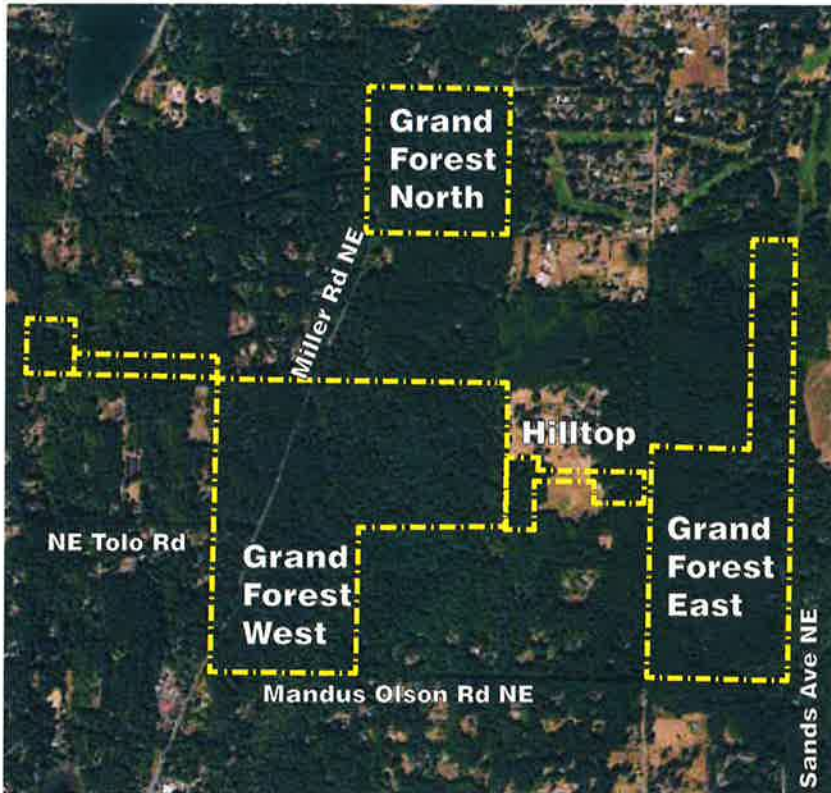 Grand
Forest
North
Miller Rd NE
Hilltop
NE Tolo Rd
Grand
Forest
West
Grand
Forest
East
Mandus Olson Rd NE
Sands Ave NE